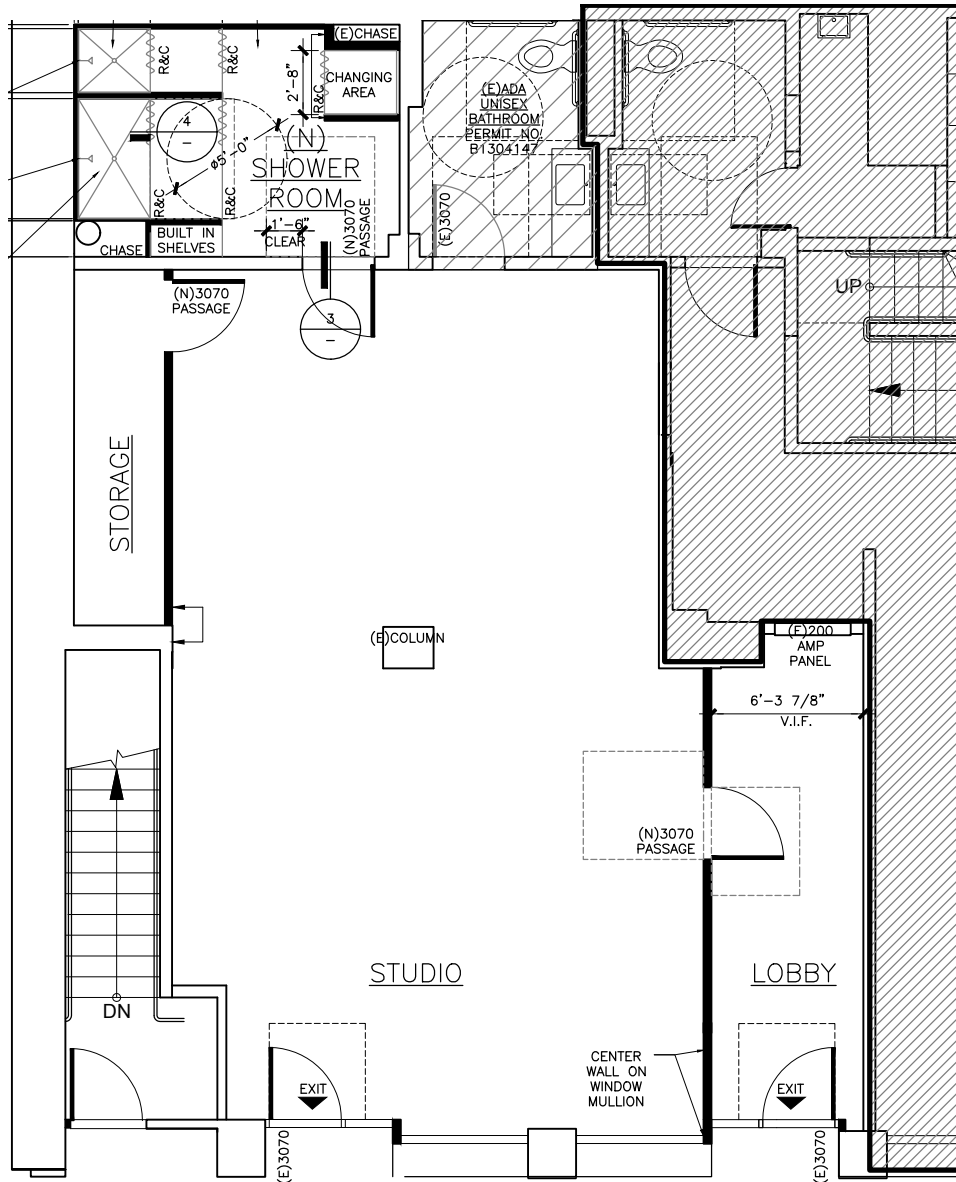 (E)CHASE
R&C
R&C
2'-8"
R&C
CHANGING
AREA
4
-
ø5'-0"
(N)
SHOWER
ROOM
(E)ADA
UNISEX
BATHROOM
PERMIT NO.
B1304147
R&C
R&C
1'-6"
CLEAR
(N)3070
PASSAGE
(E)3070
CHASE
BUILT IN
SHELVES
(N)3070
PASSAGE
3
-
UP
STORAGE
(E)COLUMN
(E)200
AMP
PANEL
6'-3 7/8"
V.I.F.
(N)3070
PASSAGE
STUDIO
LOBBY
DN
CENTER
WALL ON
WINDOW
MULLION
EXIT
EXIT
(E)3070
(E)3070